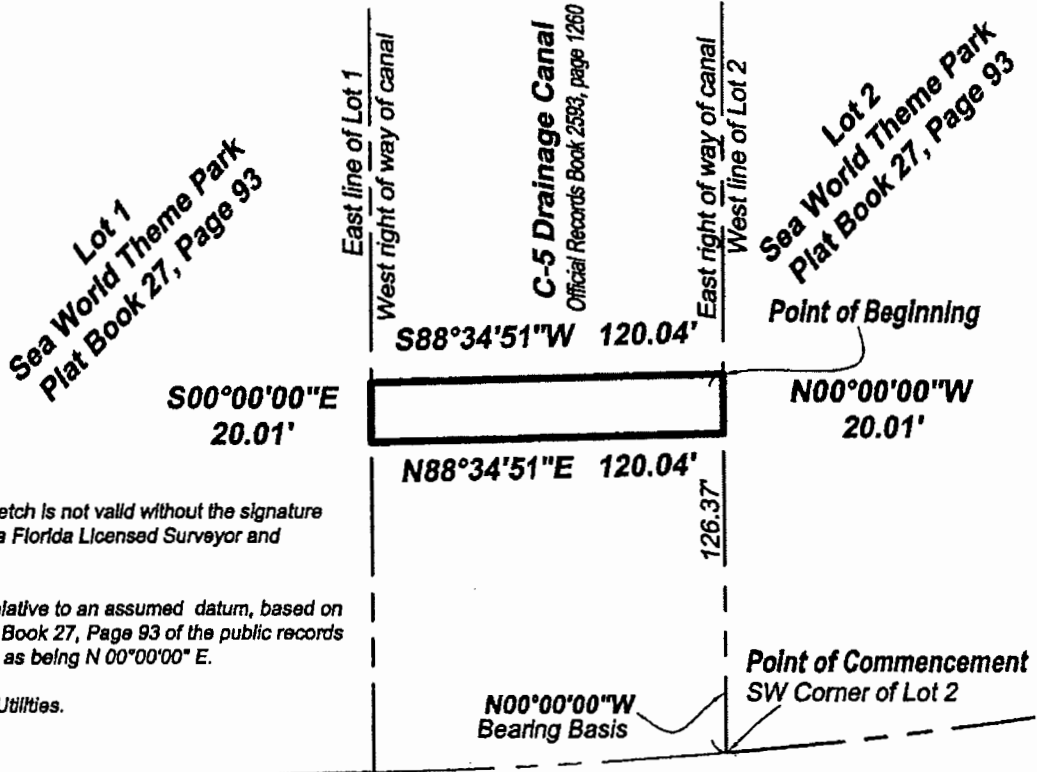 Lot 1
Sea World Theme Park
Plat Book 27, Page 93
East line of Lot 1
West right of way of canal
C-5 Drainage Canal
Official Records Book 2593, page 1260
East right of way of canal
West line of Lot 2
Lot 2
Sea World Theme Park
Plat Book 27, Page 93
Point of Beginning
S88°34'51"W 120.04'
S00°00'00"E
20.01'
N00°00'00"W
20.01'
N88°34'51"E 120.04'
126.37'
etch is not valid without the signature
a Florida Licensed Surveyor and
elative to an assumed datum, based on
Book 27, Page 93 of the public records
as being N 00°00'00" E.
Utilities.
N00°00'00"W
Bearing Basis
Point of Commencement
SW Corner of Lot 2